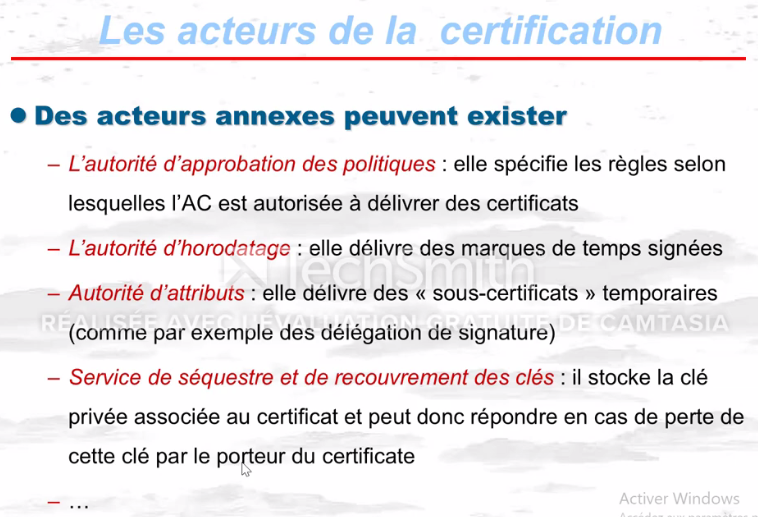 Les acteurs de la certification
Des acteurs annexes peuvent exister
– L'autorité d'approbation des politiques : elle spécifie les règles selon
lesquelles l'AC est autorisée à délivrer des certificats
– L'autorité d'horodatage : elle délivre des marques de temps signées
TechSmith
– Autorité d'attributs : elle délivre des « sous-certificats » temporaires
RÉALISÉE AVEC L'ÉVALUATION GRATUITE DE CAMTASIA
(comme par exemple des délégation de signature)
– Service de séquestre et de recouvrement des clés : il stocke la clé
privée associée au certificat et peut donc répondre en cas de perte de
cette clé par le porteur du certificate
– …
Activer Windows